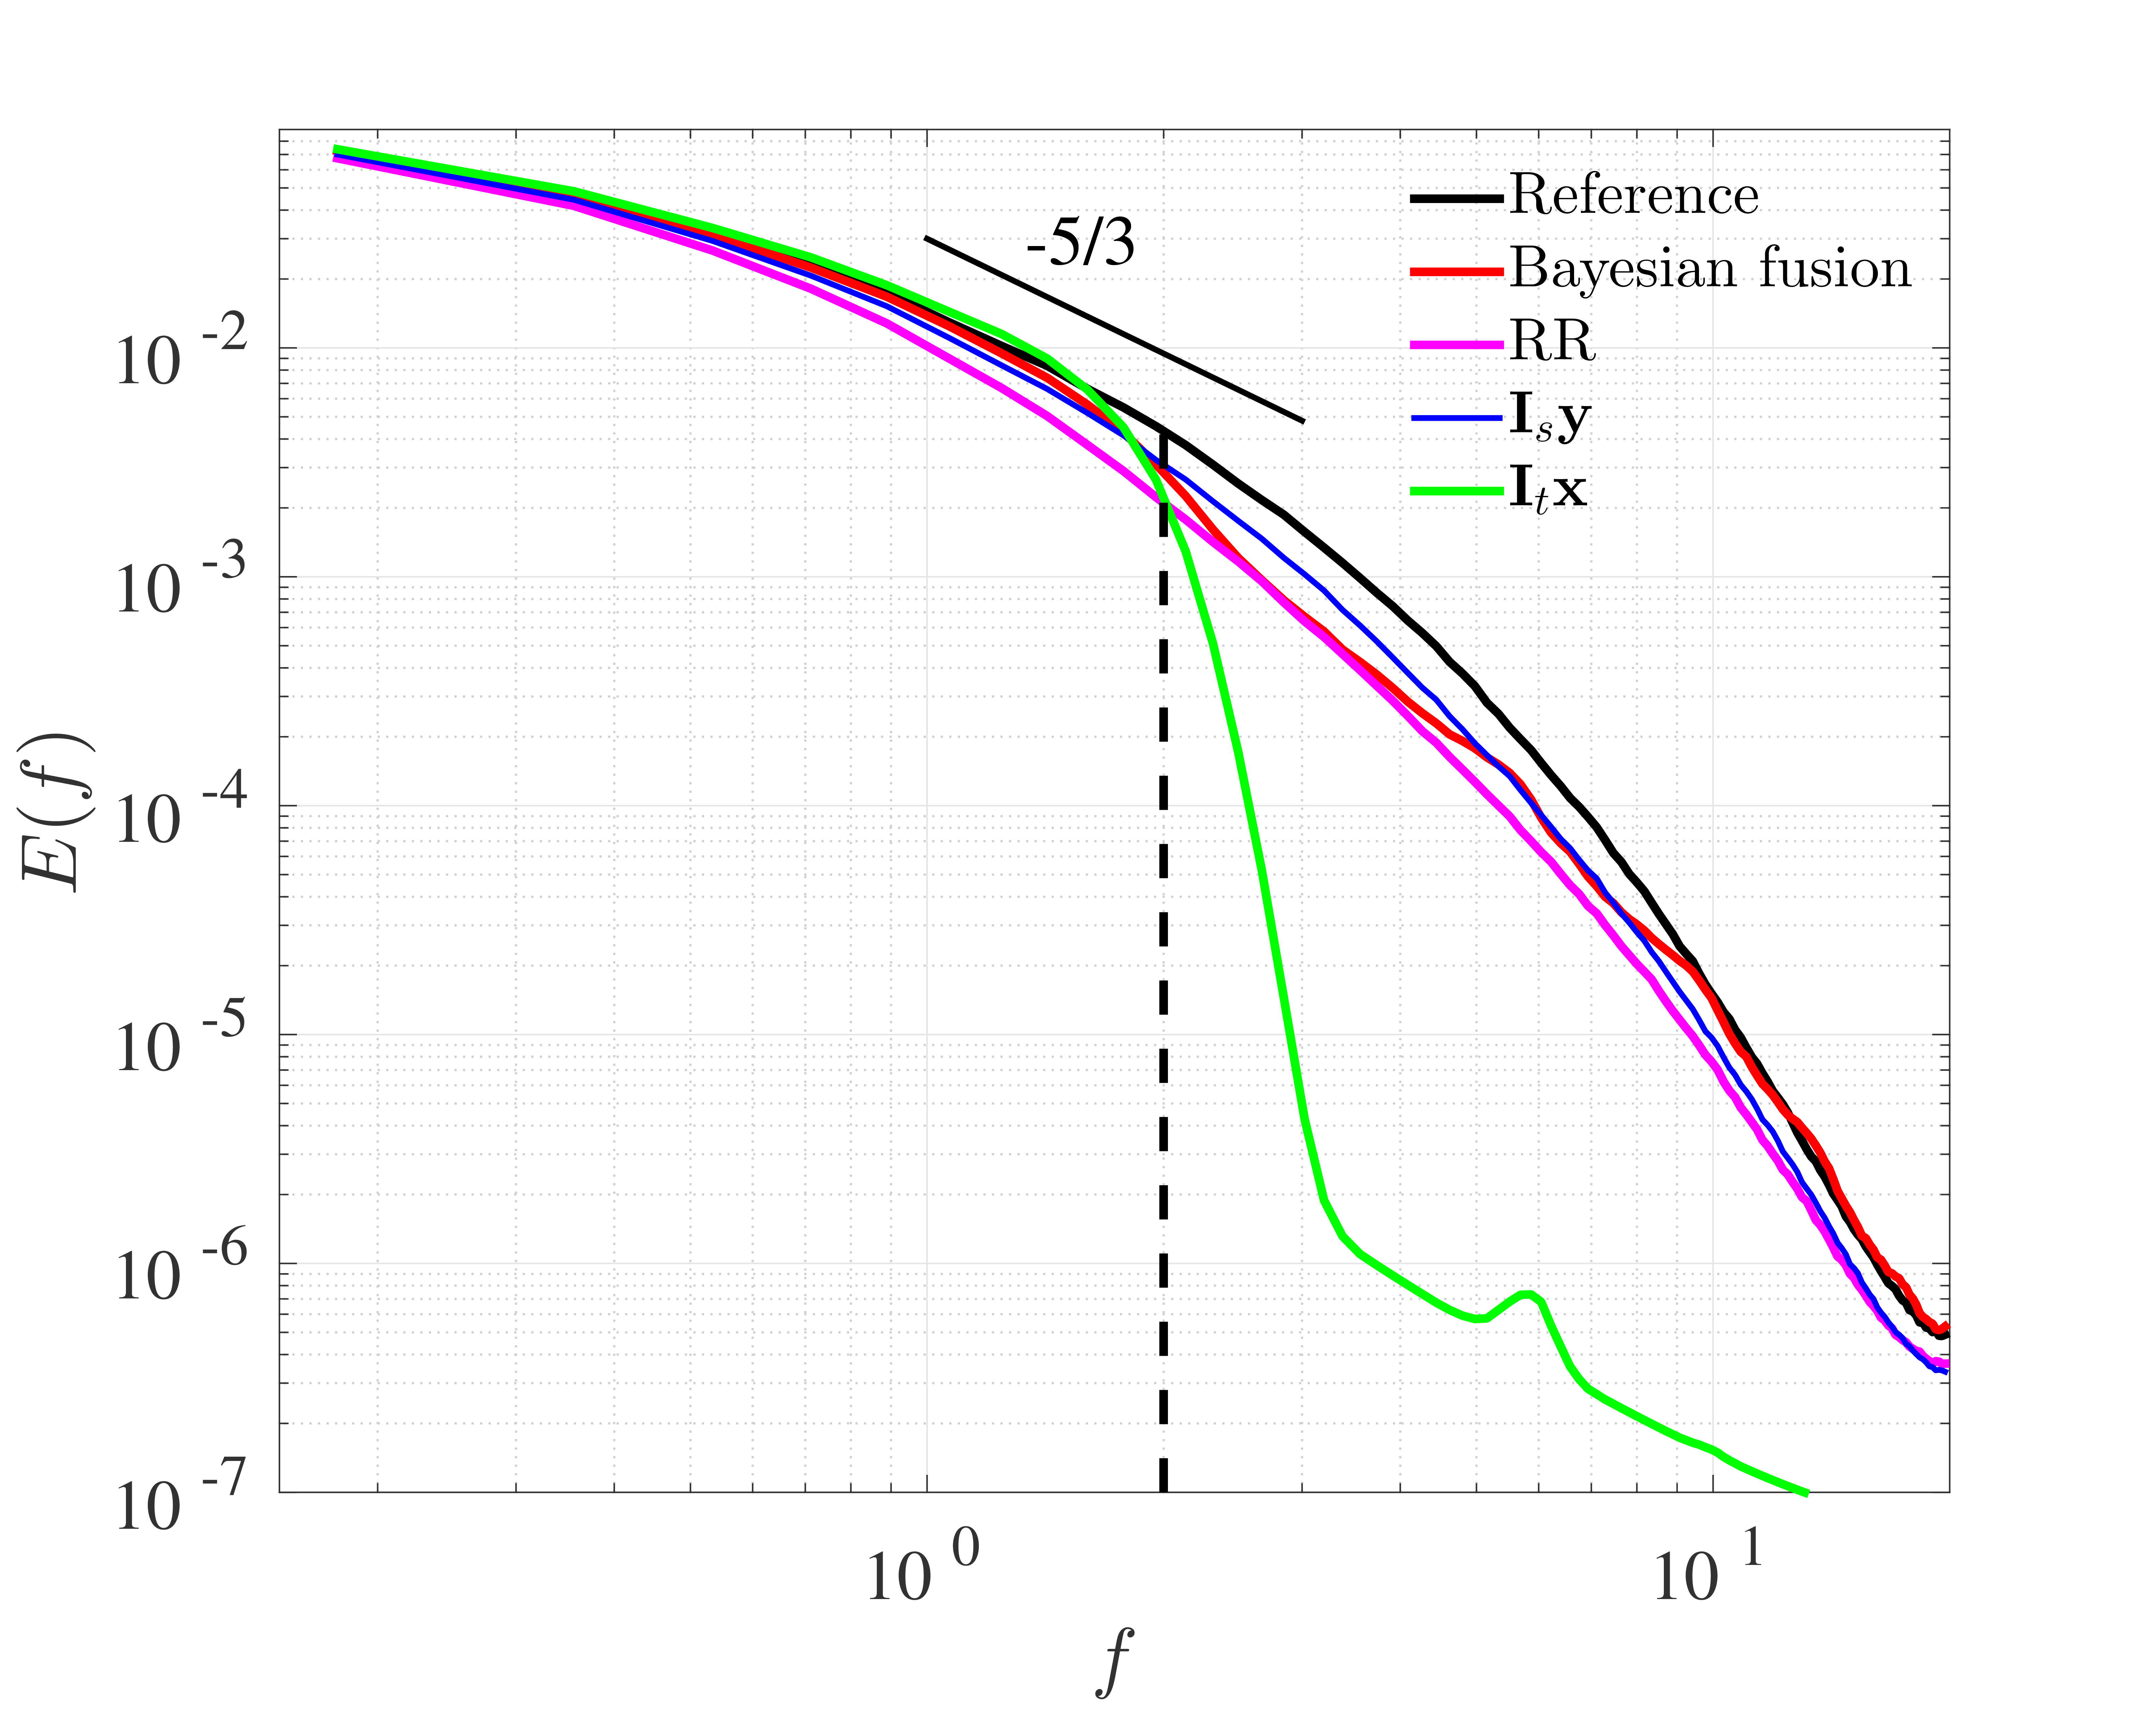 -5/3
Reference
Bayesian fusion
RR
I_s y
I_t x
10^-2
10^-3
10^-4
10^-5
10^-6
10^-7
E(f)
10^0
10^1
f